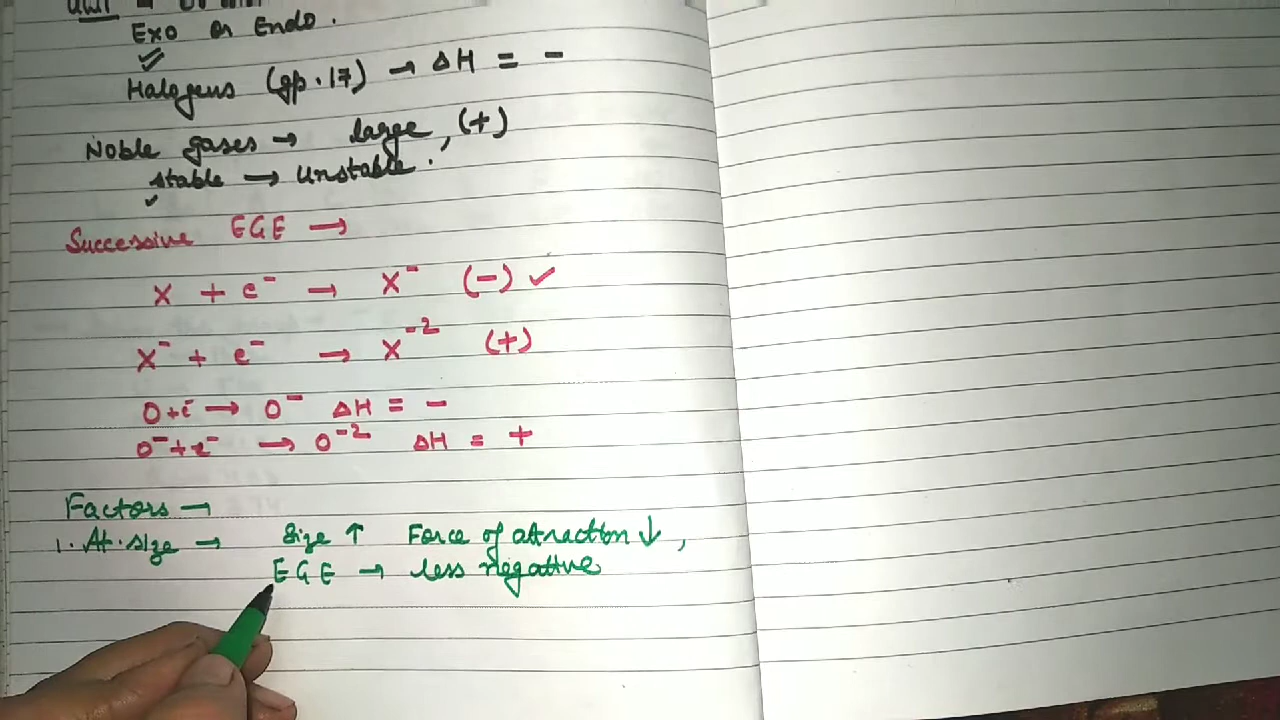 Unit =
Exo or Endo.
Halogens (gp.17) → ΔH = -
Noble gases → large, (+)
stable → Unstable.
Successive EGE →
X + e⁻ → X⁻ (-) ✓
X⁻ + e⁻ → X⁻² (+)
O+e⁻ → O⁻ ΔH = -
O⁻+e⁻ → O⁻² ΔH = +
Factors →
1. At. size → Size ↑ Force of attraction ↓,
EGE → less negative